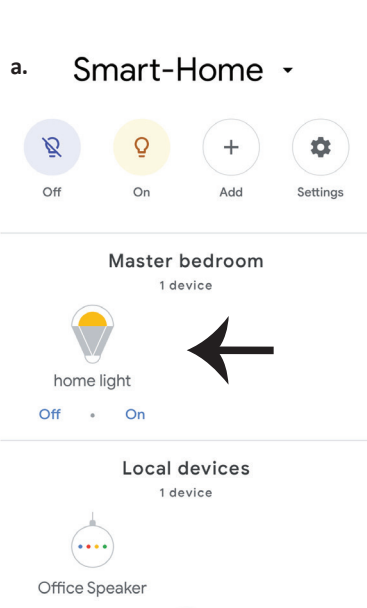 a. Smart-Home
Off On Add Settings
Master bedroom
1 device
home light
Off • On
Local devices
1 device
Office Speaker